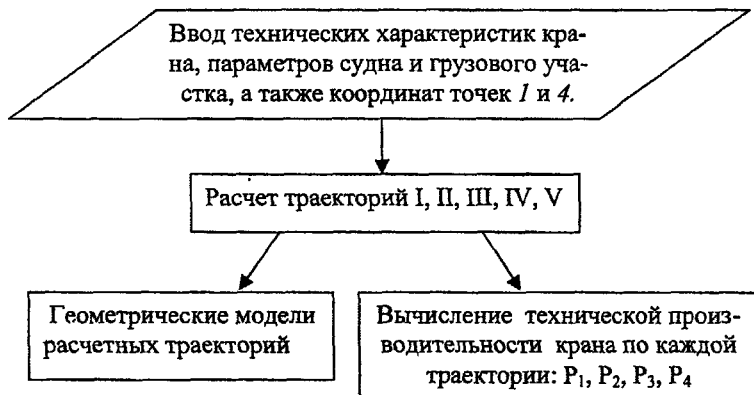 Ввод технических характеристик кра-
на, параметров судна и грузового уча-
стка, а также координат точек 1 и 4.
Расчет траекторий I, II, III, IV, V
Геометрические модели
расчетных траекторий
Вычисление технической произ-
водительности крана по каждой
траектории: P₁, P₂, P₃, P₄